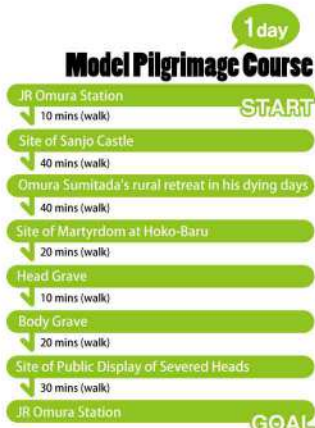 1day
Model Pilgrimage Course
JR Omura Station
START
10 mins (walk)
Site of Sanjo Castle
40 mins (walk)
Omura Sumitada's rural retreat in his dying days
40 mins (walk)
Site of Martyrdom at Hoko-Baru
20 mins (walk)
Head Grave
10 mins (walk)
Body Grave
20 mins (walk)
Site of Public Display of Severed Heads
30 mins (walk)
JR Omura Station
GOAL